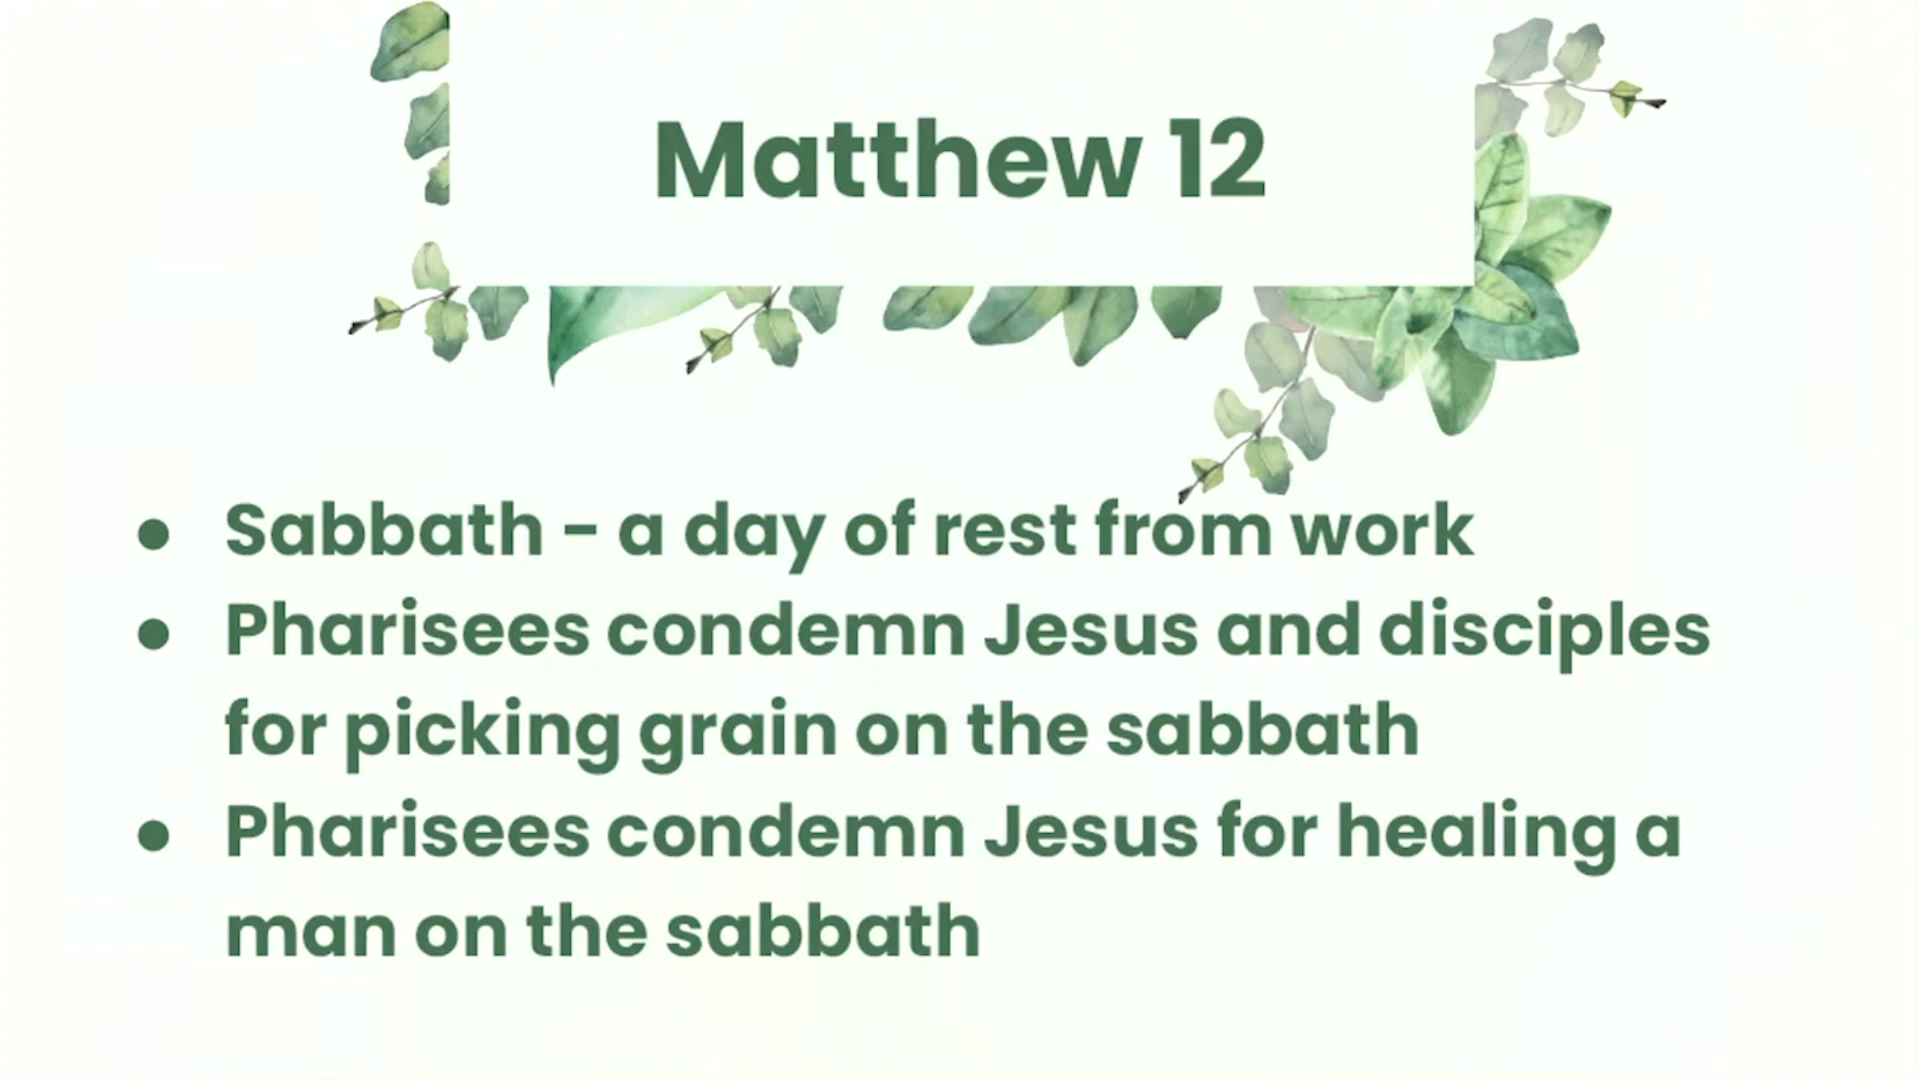 Matthew 12
● Sabbath - a day of rest from work
● Pharisees condemn Jesus and disciples
for picking grain on the sabbath
● Pharisees condemn Jesus for healing a
man on the sabbath